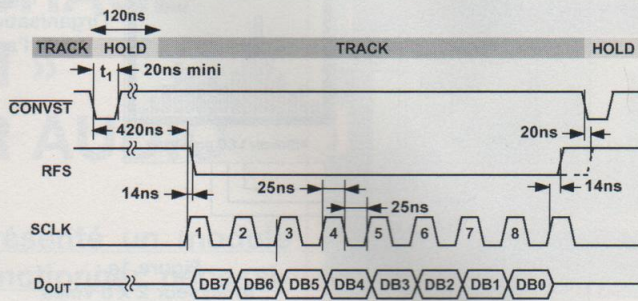 120ns
TRACK HOLD TRACK HOLD
t1 20ns mini
CONVST
420ns 20ns
RFS
14ns 25ns 14ns
25ns
SCLK 1 2 3 4 5 6 7 8
DOUT DB7 DB6 DB5 DB4 DB3 DB2 DB1 DB0